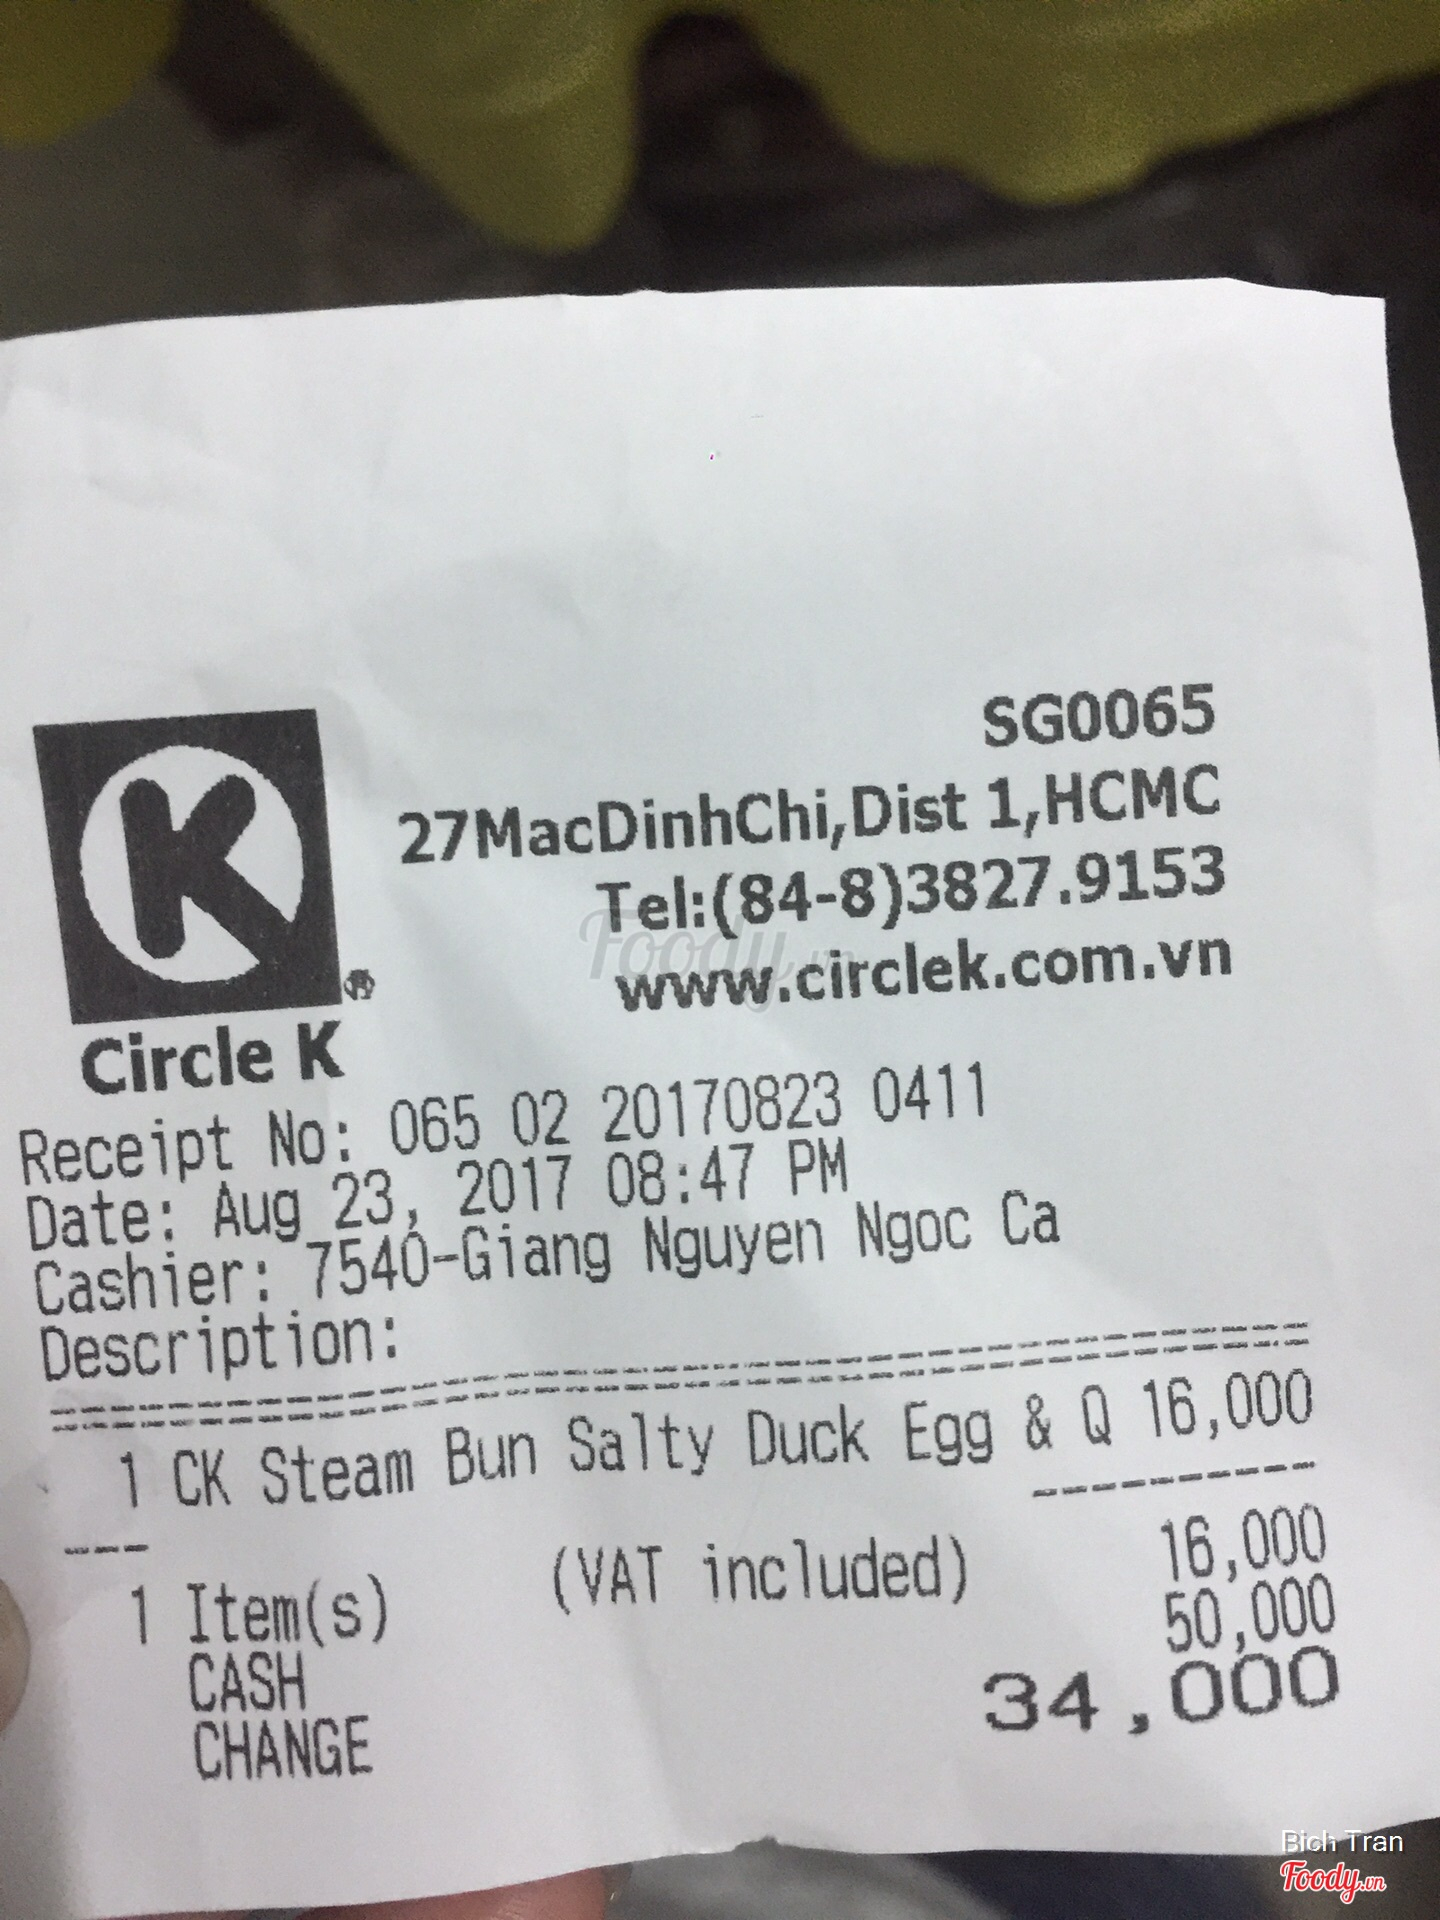 SG0065
27MacDinhChi,Dist 1,HCMC
Tel:(84-8)3827.9153
www.circlek.com.vn
Foody.vn
K
®
Circle K
Receipt No: 065 02 20170823 0411
Date: Aug 23, 2017 08:47 PM
Cashier: 7540-Giang Nguyen Ngoc Ca
Description:
1 CK Steam Bun Salty Duck Egg & Q 16,000
1 Item(s) (VAT included) 16,000
CASH 50,000
CHANGE 34,000
Bich Tran
Foody.vn